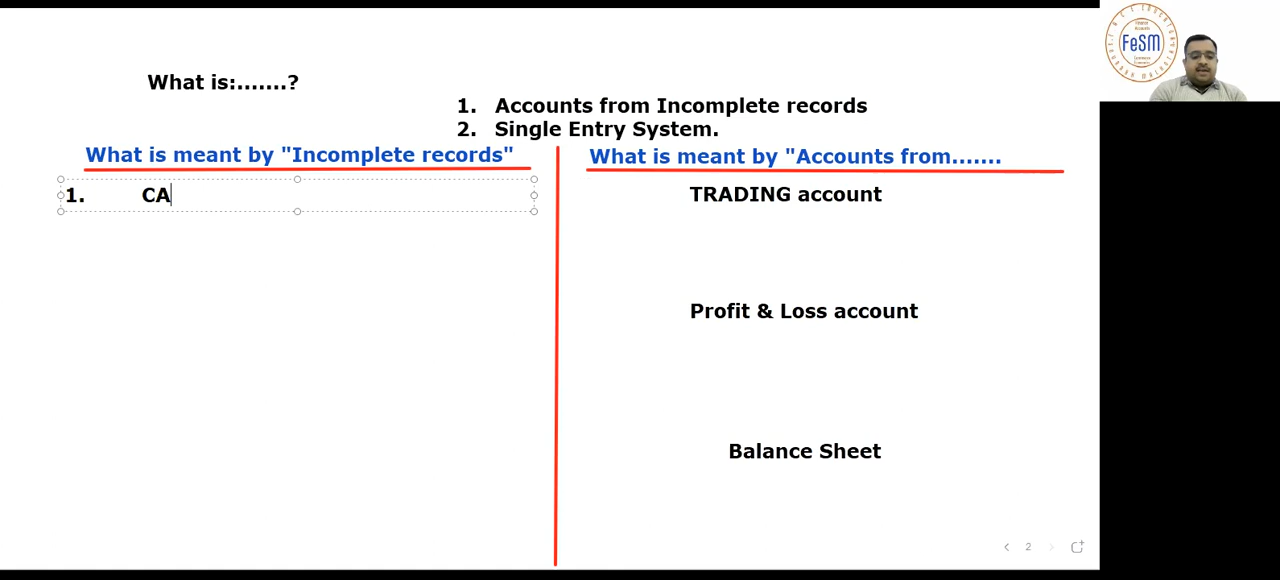 What is:.......?
1. Accounts from Incomplete records
2. Single Entry System.
What is meant by "Incomplete records"
1. CA
What is meant by "Accounts from.......
TRADING account
Profit & Loss account
Balance Sheet
2
FeSM